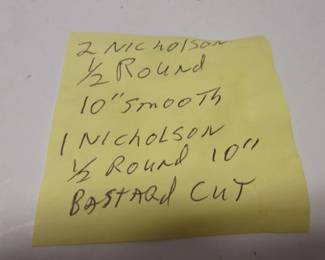 2 Nicholson
1/2 Round
10" Smooth
1 Nicholson
1/2 Round 10"
Bastard Cut